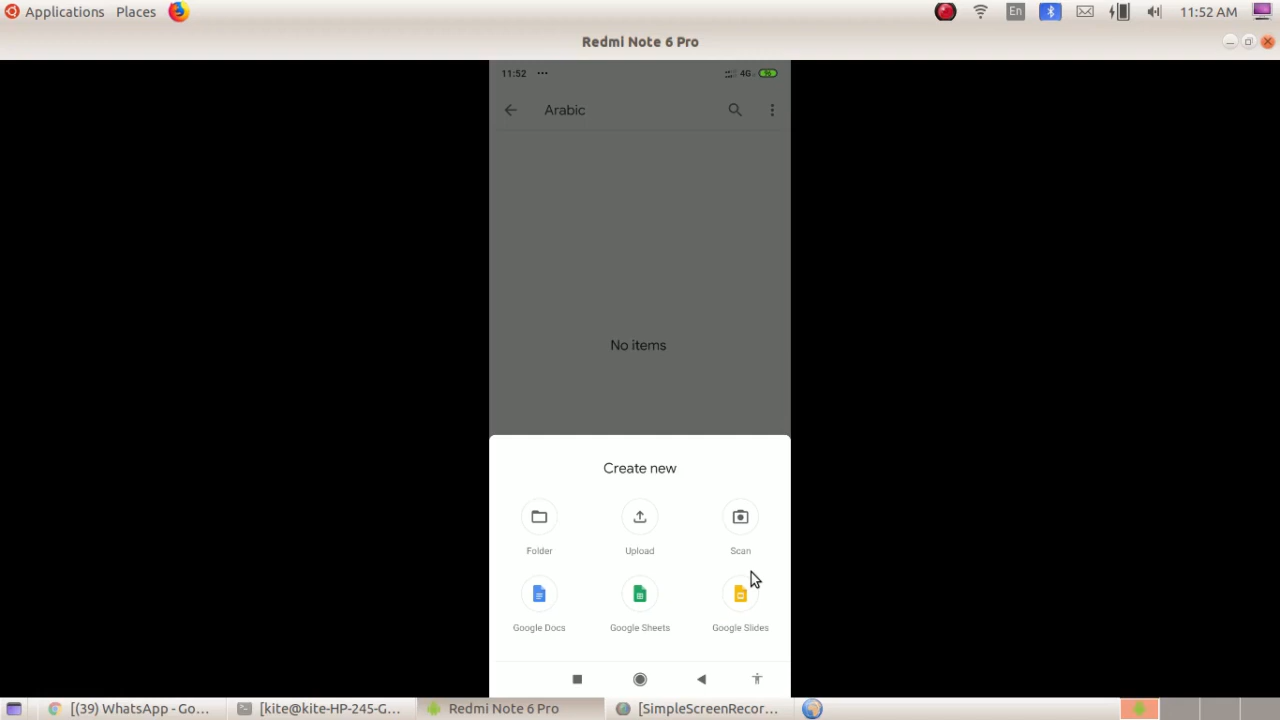 Applications Places En 11:52 AM
Redmi Note 6 Pro
11:52 ... 4G
Arabic
No items
Create new
Folder Upload Scan
Google Docs Google Sheets Google Slides
[(39) WhatsApp - Go... [kite@kite-HP-245-G... Redmi Note 6 Pro [SimpleScreenRecor...